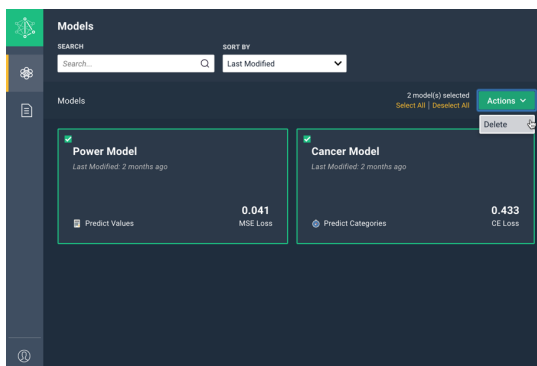 Models
SEARCH
SORT BY
Search...
Last Modified
Models
2 model(s) selected
Select All | Deselect All
Actions
Delete
Power Model
Last Modified: 2 months ago
0.041
Predict Values
MSE Loss
Cancer Model
Last Modified: 2 months ago
0.433
Predict Categories
CE Loss